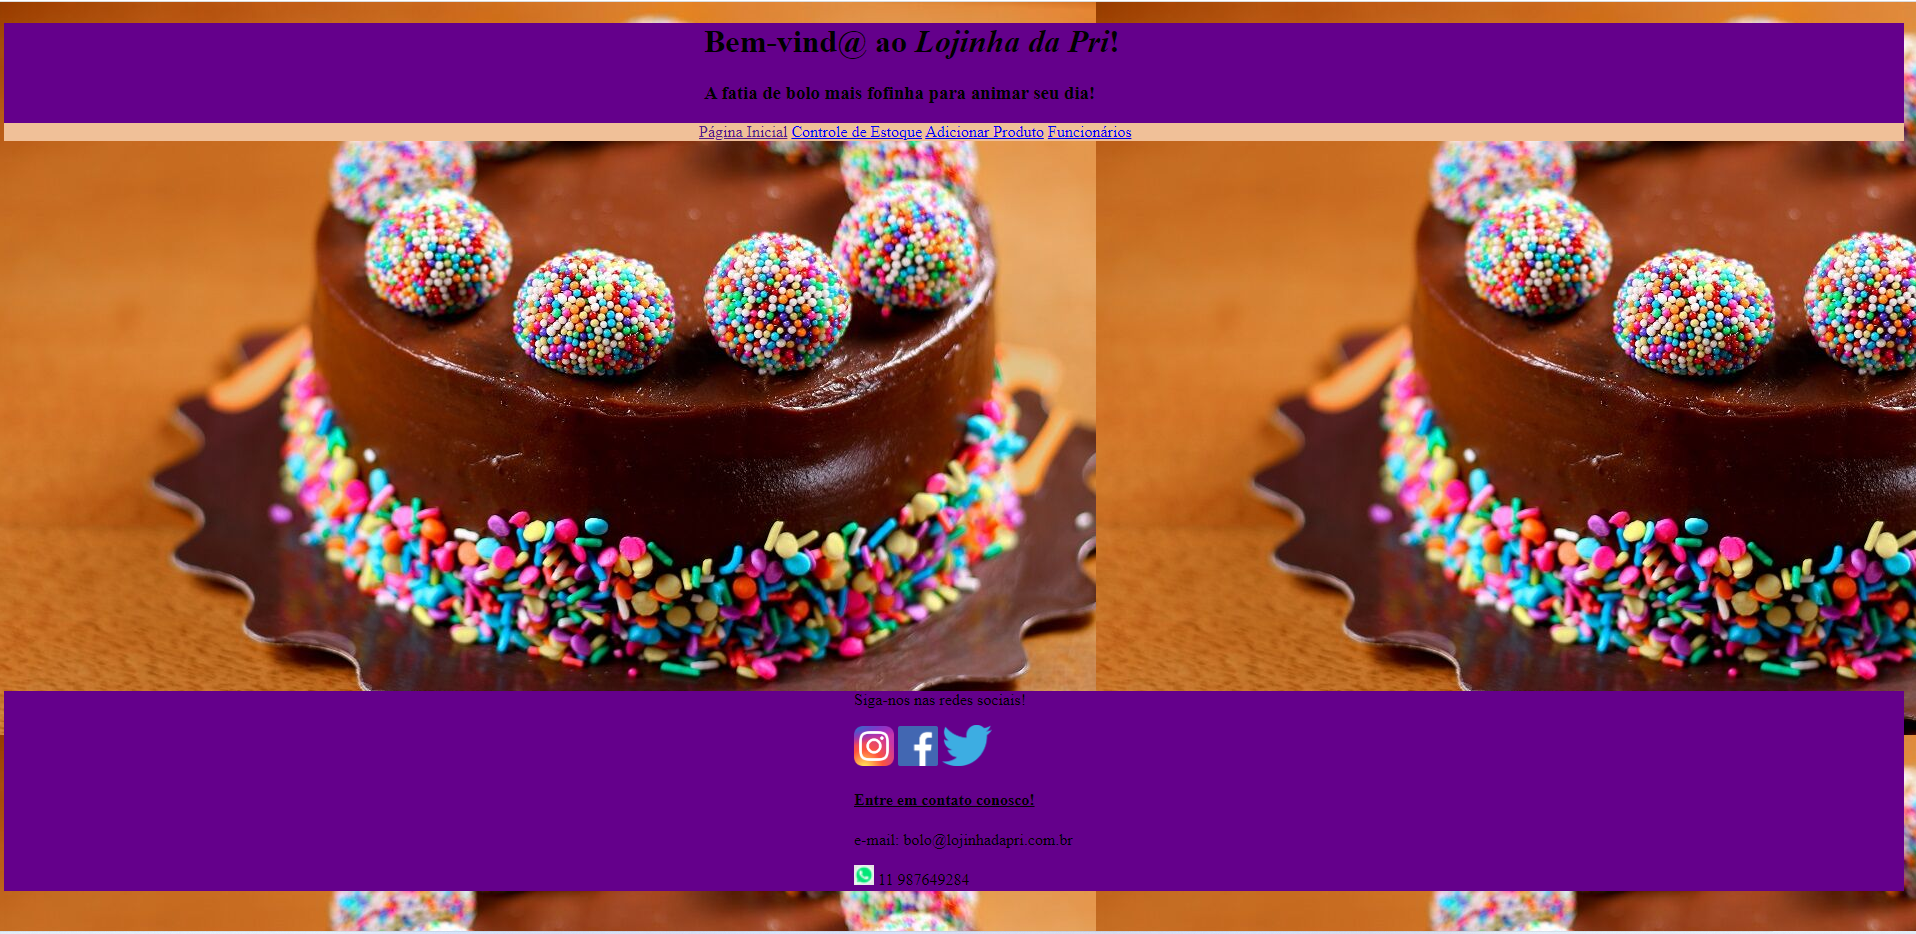 Bem-vind@ ao Lojinha da Pri!
A fatia de bolo mais fofinha para animar seu dia!
Página Inicial Controle de Estoque Adicionar Produto Funcionários
Siga-nos nas redes sociais!
Entre em contato conosco!
e-mail: bolo@lojinhadapri.com.br
11 987649284